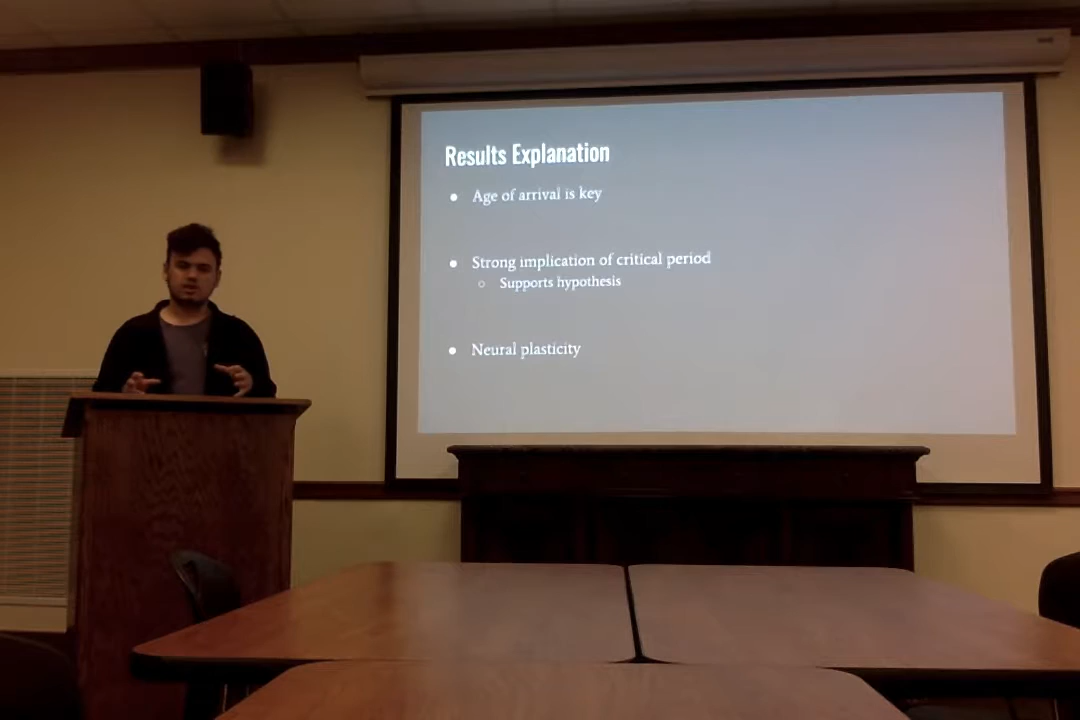 Results Explanation
● Age of arrival is key
● Strong implication of critical period
○ Supports hypothesis
● Neural plasticity